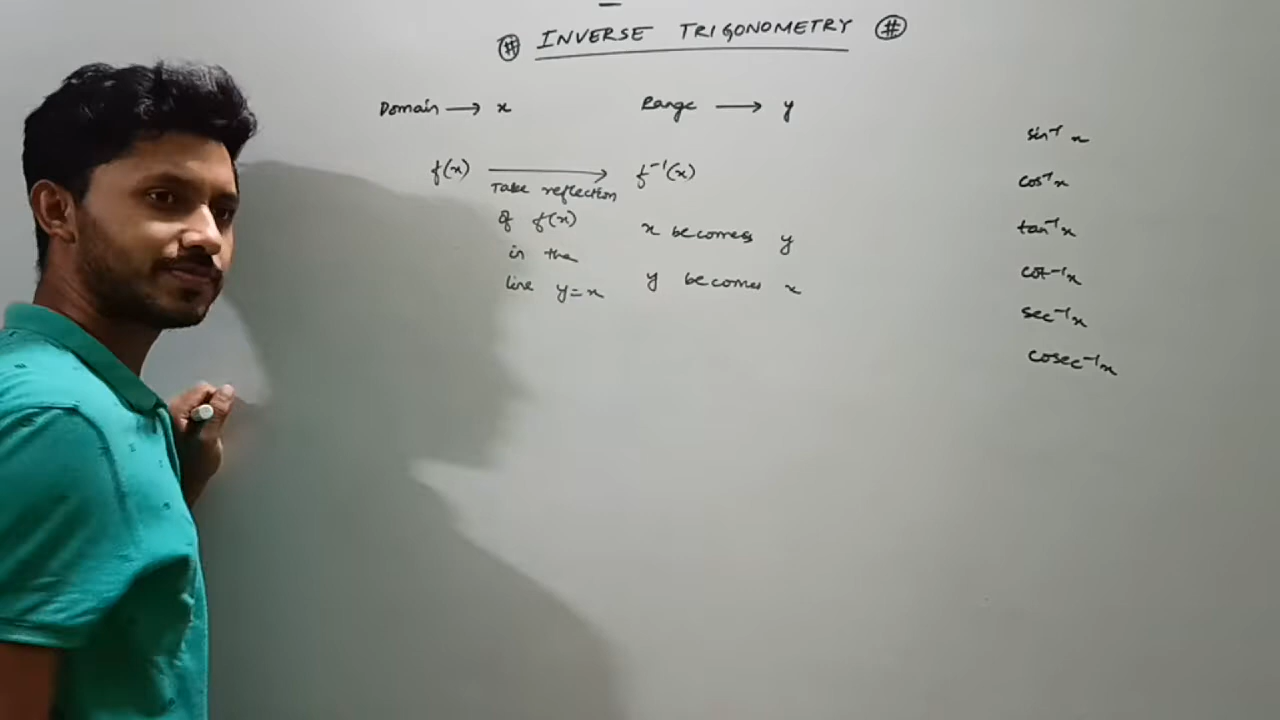 # INVERSE TRIGONOMETRY #
Domain → x Range → y
f(x) → f⁻¹(x)
Take reflection
of f(x)
in the
line y=x
x becomes y
y becomes x
sin⁻¹x
cos⁻¹x
tan⁻¹x
cot⁻¹x
sec⁻¹x
cosec⁻¹x